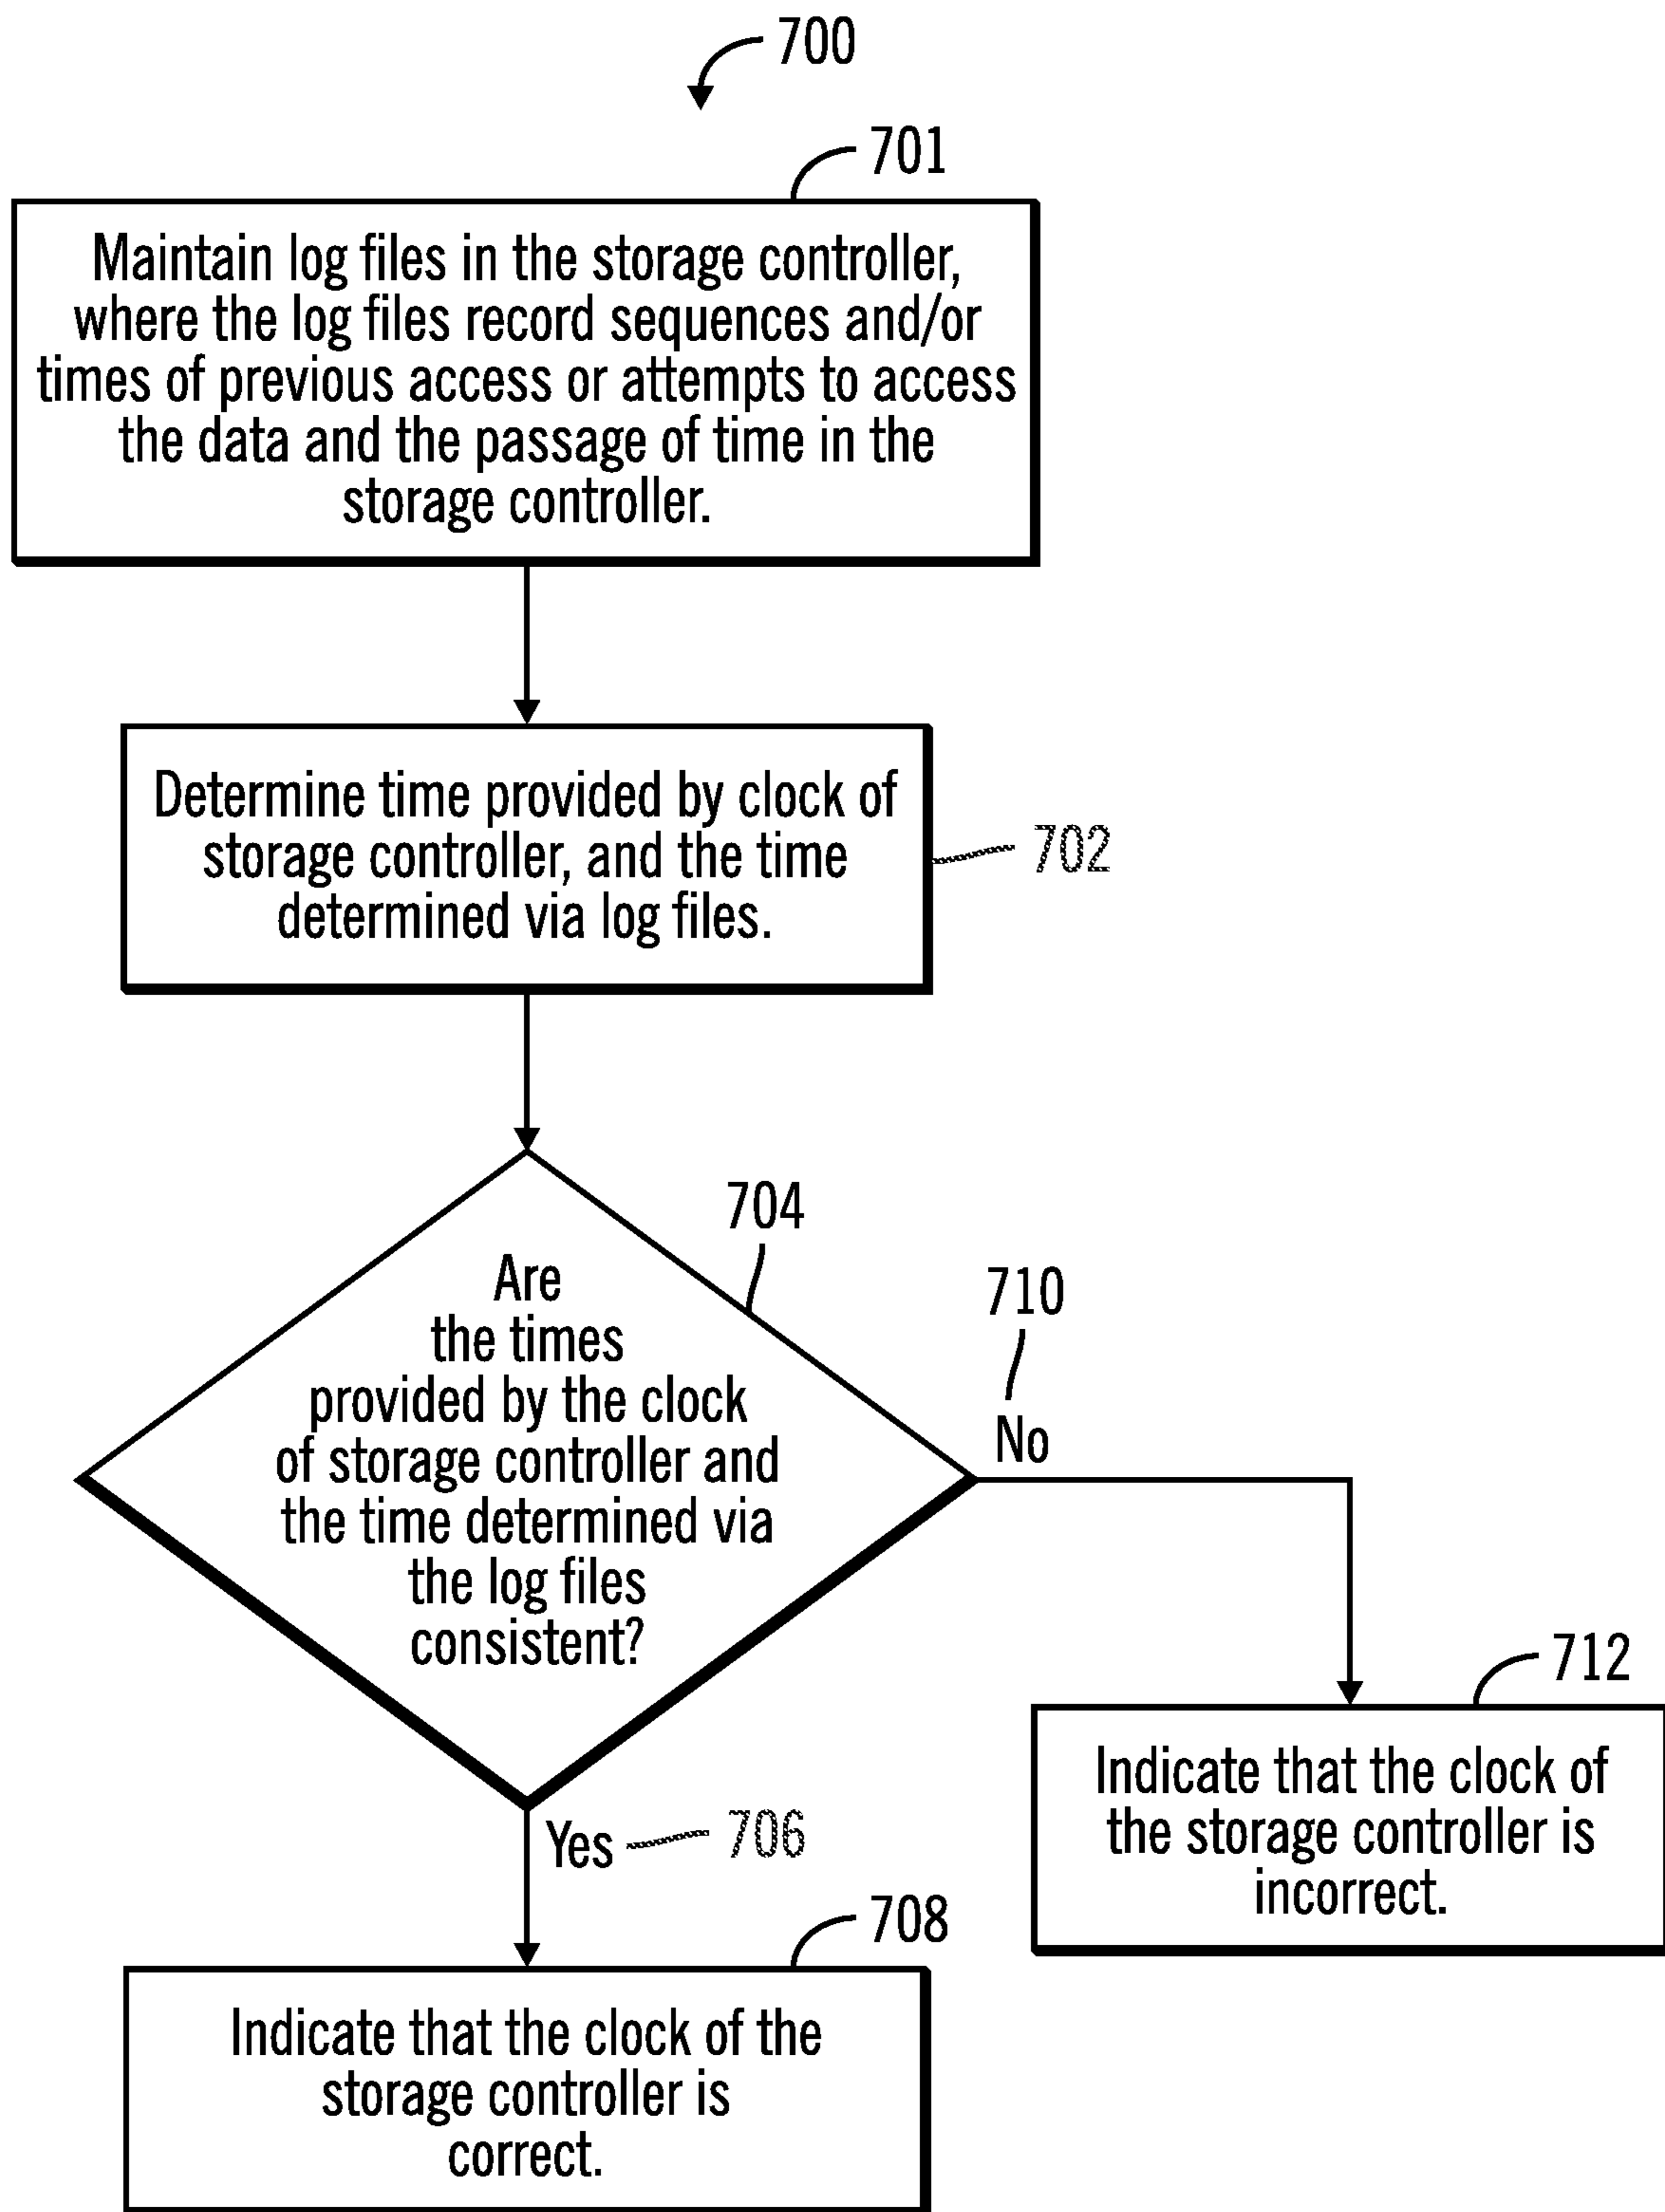 700
701
Maintain log files in the storage controller,
where the log files record sequences and/or
times of previous access or attempts to access
the data and the passage of time in the
storage controller.
Determine time provided by clock of
storage controller, and the time
determined via log files.
702
704
Are
the times
provided by the clock
of storage controller and
the time determined via
the log files
consistent?
710
No
Yes
706
712
Indicate that the clock of
the storage controller is
incorrect.
708
Indicate that the clock of the
storage controller is
correct.